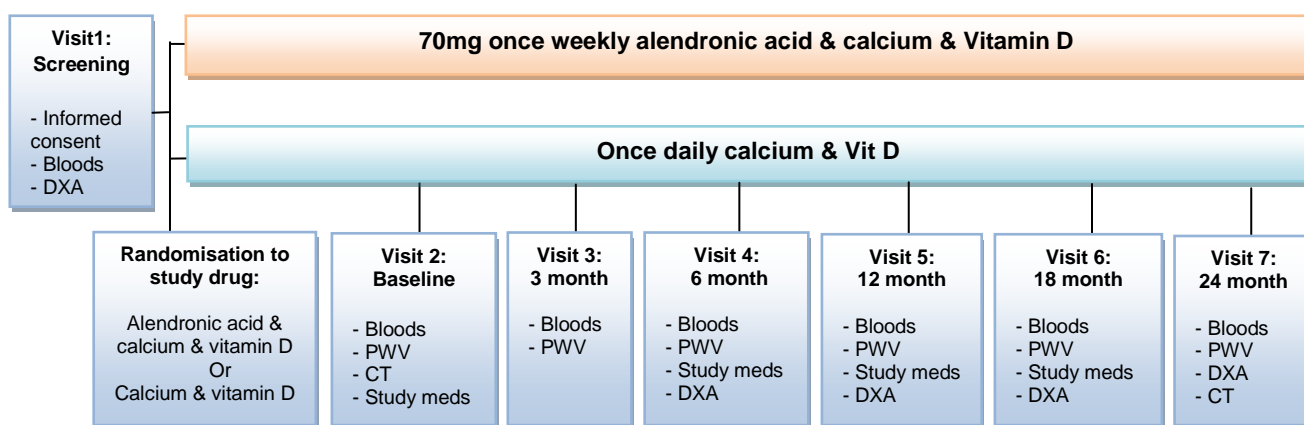 Visit1:
Screening
- Informed
consent
- Bloods
- DXA
70mg once weekly alendronic acid & calcium & Vitamin D
Once daily calcium & Vit D
Randomisation to
study drug:
Alendronic acid &
calcium & vitamin D
Or
Calcium & vitamin D
Visit 2:
Baseline
- Bloods
- PWV
- CT
- Study meds
Visit 3:
3 month
- Bloods
- PWV
Visit 4:
6 month
- Bloods
- PWV
- Study meds
- DXA
Visit 5:
12 month
- Bloods
- PWV
- Study meds
- DXA
Visit 6:
18 month
- Bloods
- PWV
- Study meds
- DXA
Visit 7:
24 month
- Bloods
- PWV
- DXA
- CT